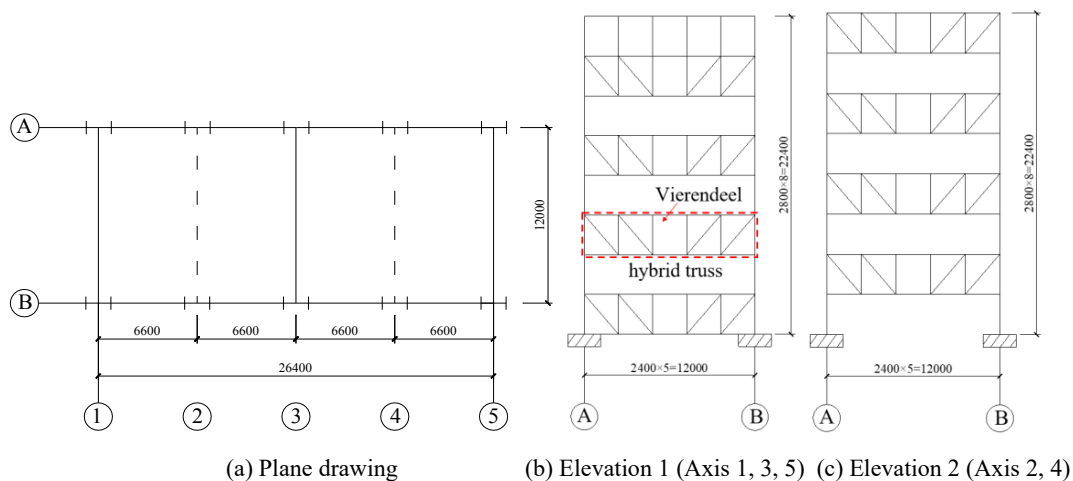 A
B
12000
6600
6600
6600
6600
26400
1
2
3
4
5
(a) Plane drawing
Vierendeel
hybrid truss
2800×8=22400
2400×5=12000
A
B
(b) Elevation 1 (Axis 1, 3, 5)
2800×8=22400
2400×5=12000
A
B
(c) Elevation 2 (Axis 2, 4)